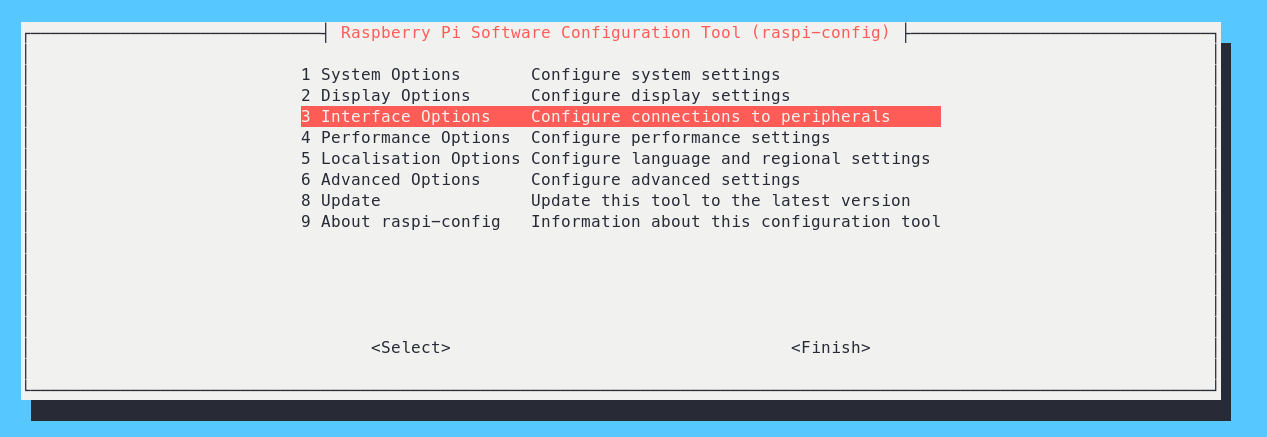 Raspberry Pi Software Configuration Tool (raspi-config)
1 System Options       Configure system settings
2 Display Options      Configure display settings
3 Interface Options    Configure connections to peripherals
4 Performance Options  Configure performance settings
5 Localisation Options Configure language and regional settings
6 Advanced Options     Configure advanced settings
8 Update               Update this tool to the latest version
9 About raspi-config   Information about this configuration tool
<Select>                                  <Finish>